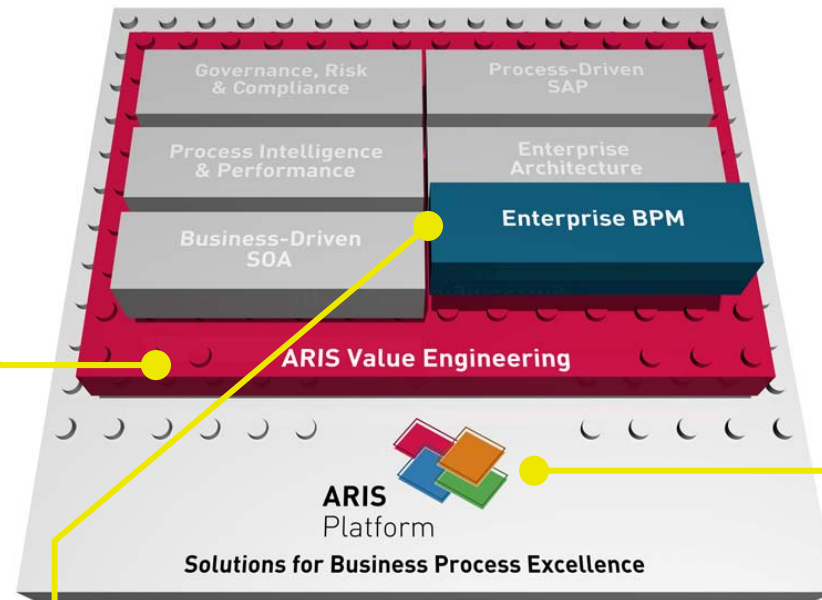 Governance, Risk
& Compliance
Process-Driven
SAP
Process Intelligence
& Performance
Enterprise
Architecture
Business-Driven
SOA
Enterprise BPM
ARIS Value Engineering
ARIS
Platform
Solutions for Business Process Excellence